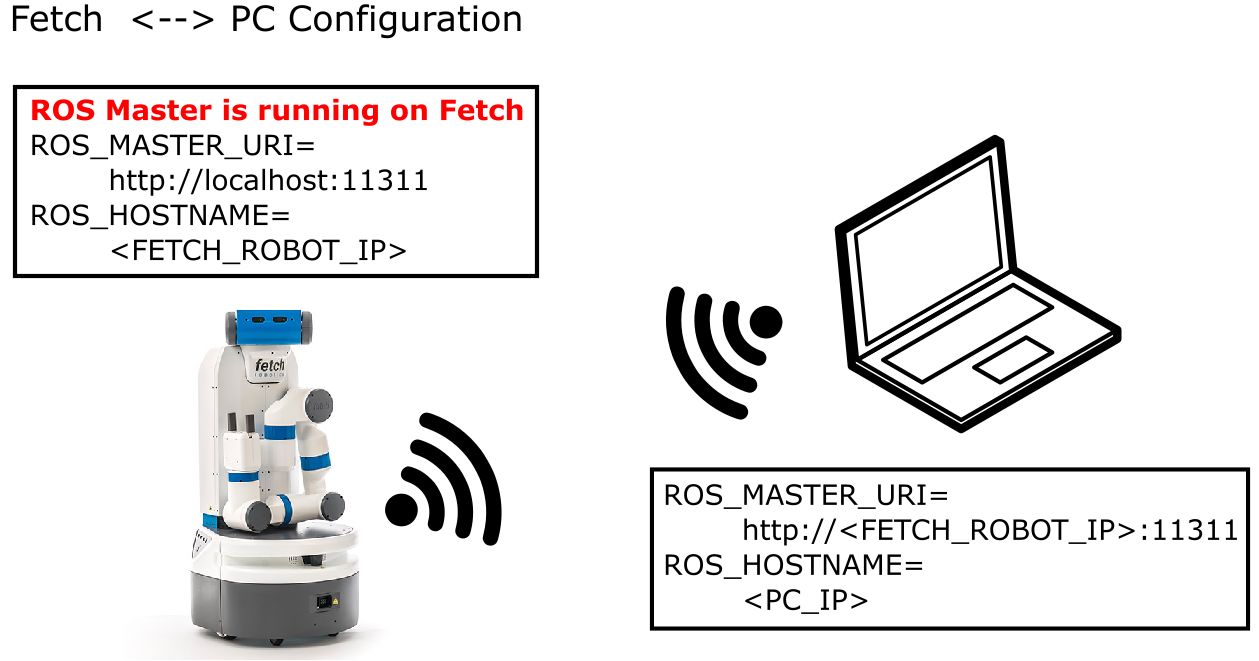 Fetch <--> PC Configuration
ROS Master is running on Fetch
ROS_MASTER_URI=
http://localhost:11311
ROS_HOSTNAME=
<FETCH_ROBOT_IP>
fetch
robotics
ROS_MASTER_URI=
http://<FETCH_ROBOT_IP>:11311
ROS_HOSTNAME=
<PC_IP>